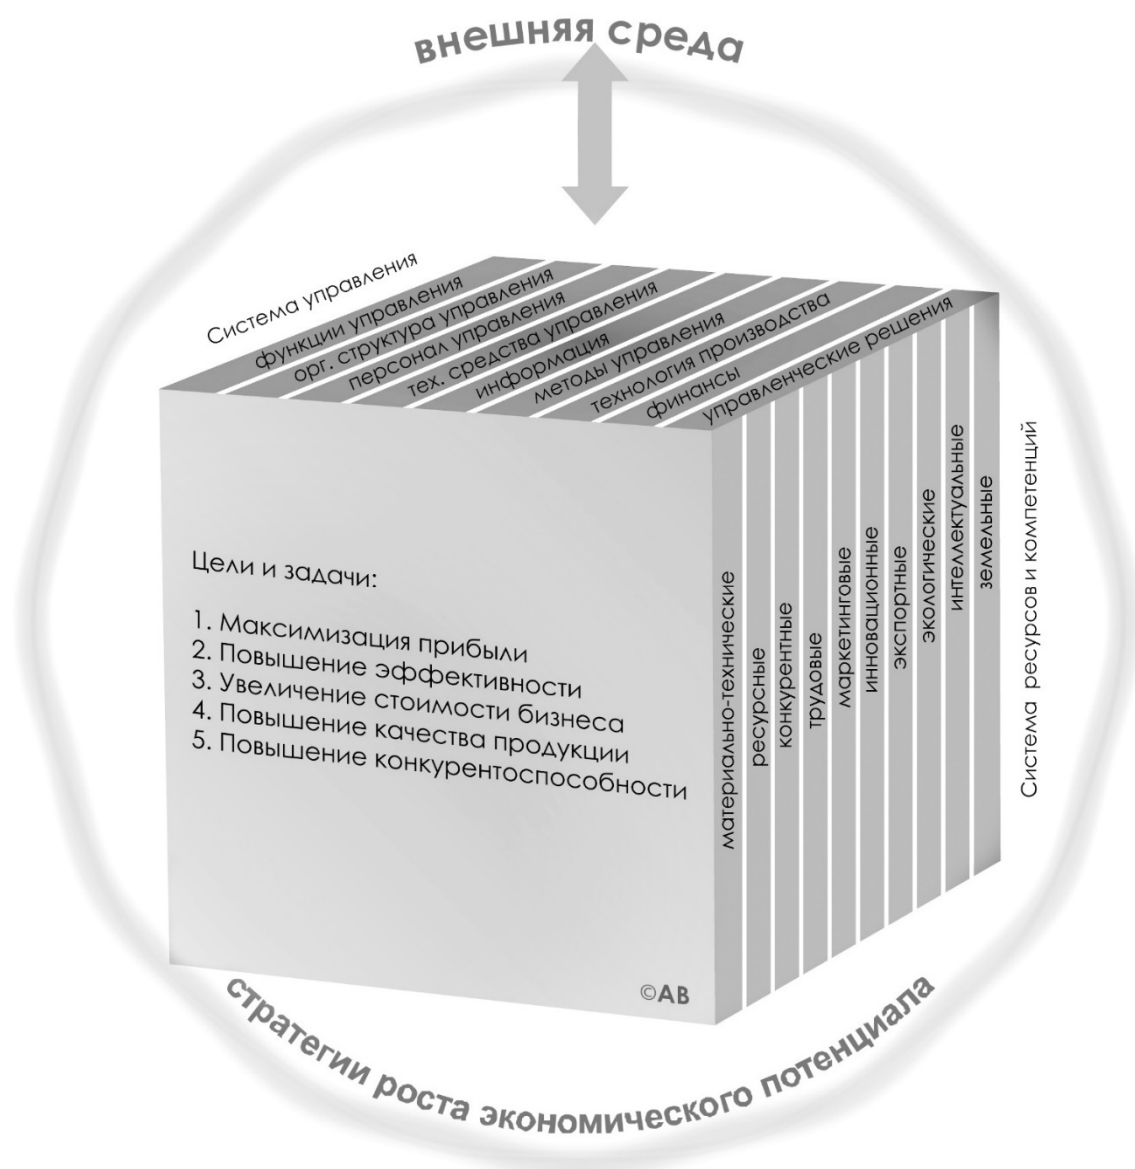 внешняя среда
Система управления
функции управления
орг. структура управления
персонал управления
тех. средства управления
информация
методы управления
технология производства
финансы
управленческие решения
Цели и задачи:
1. Максимизация прибыли
2. Повышение эффективности
3. Увеличение стоимости бизнеса
4. Повышение качества продукции
5. Повышение конкурентоспособности
©АВ
материально-технические
ресурсные
конкурентные
трудовые
маркетинговые
инновационные
экспортные
экологические
интеллектуальные
земельные
Система ресурсов и компетенций
стратегии роста экономического потенциала